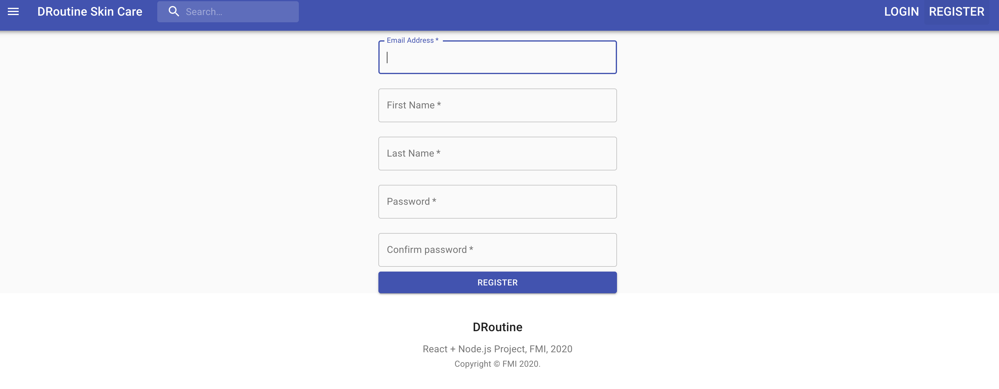 DRoutine Skin Care
Search...
LOGIN REGISTER
Email Address *
First Name *
Last Name *
Password *
Confirm password *
REGISTER
DRoutine
React + Node.js Project, FMI, 2020
Copyright © FMI 2020.